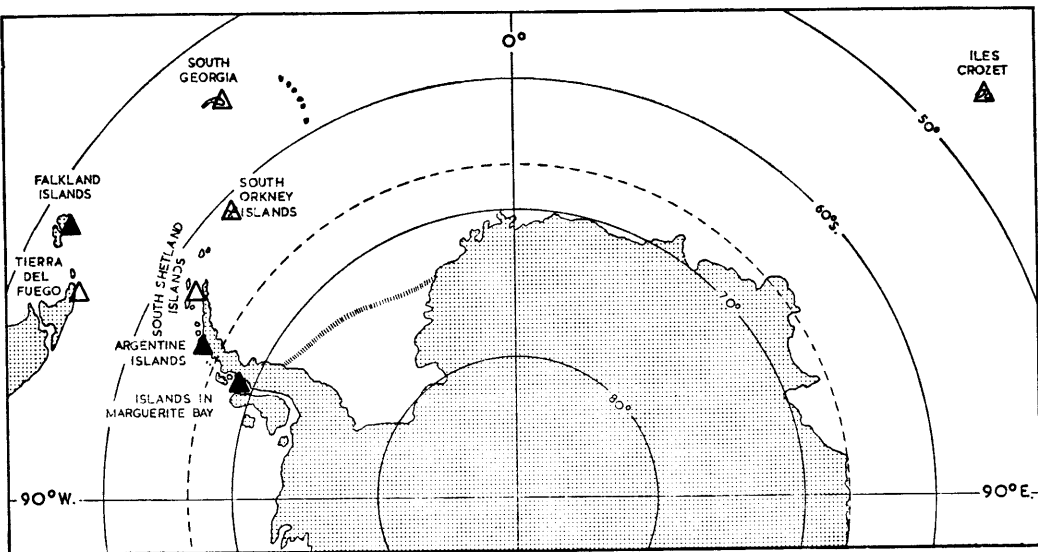 0°
SOUTH
GEORGIA
ILES
CROZET
50°
FALKLAND
ISLANDS
SOUTH
ORKNEY
ISLANDS
60°S.
TIERRA
DEL
FUEGO
SOUTH SHETLAND
ISLANDS
70°
ARGENTINE
ISLANDS
ISLANDS IN
MARGUERITE BAY
80°
90°W.
90°E.